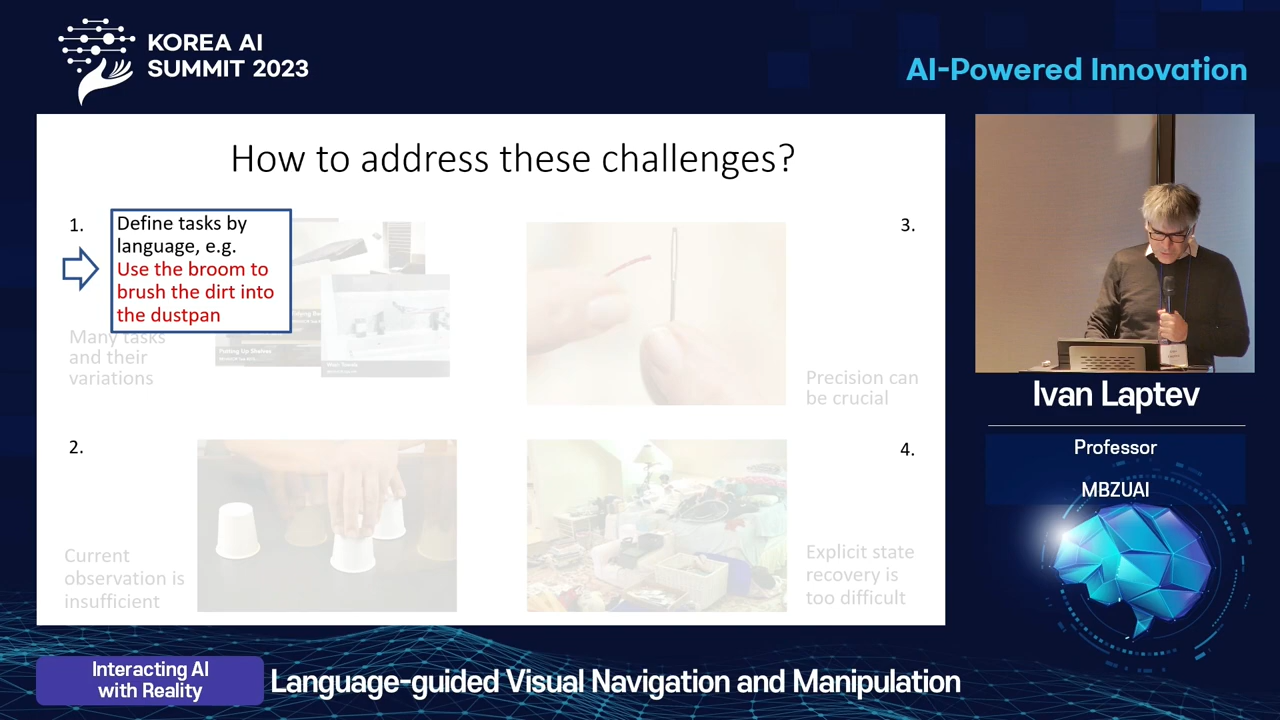 KOREA AI
SUMMIT 2023
AI-Powered Innovation
How to address these challenges?
1.
Define tasks by
language, e.g.
Use the broom to
brush the dirt into
the dustpan
Many tasks
and their
variations
Putting Up Shelves
3.
Precision can
be crucial
2.
Current
observation is
insufficient
4.
Explicit state
recovery is
too difficult
Ivan Laptev
Professor
MBZUAI
Interacting AI
with Reality
Language-guided Visual Navigation and Manipulation